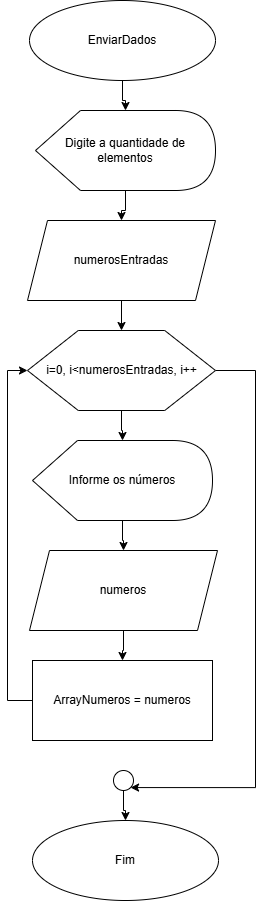 EnviarDados
Digite a quantidade de
elementos
numerosEntradas
i=0, i<numerosEntradas, i++
Informe os números
numeros
ArrayNumeros = numeros
Fim